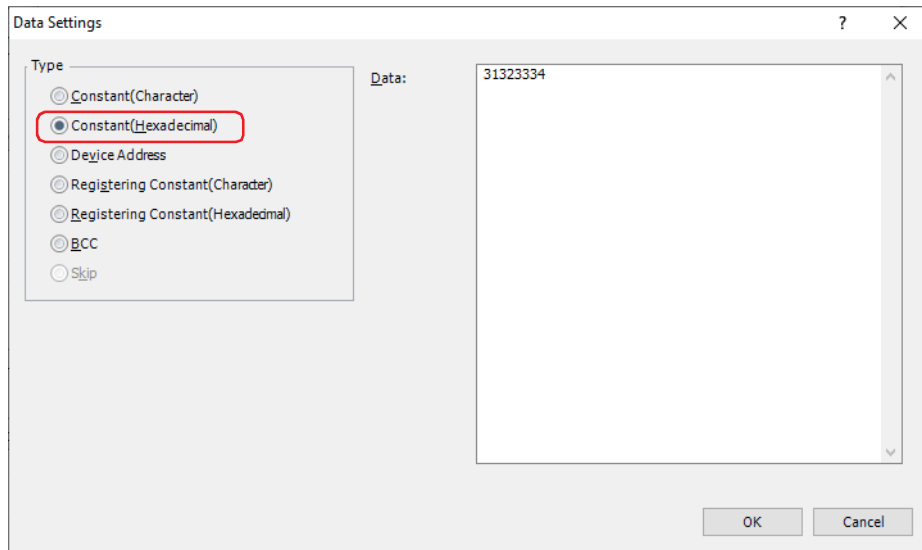 Data Settings
?
Type
Constant(Character)
Constant(Hexadecimal)
Device Address
Registering Constant(Character)
Registering Constant(Hexadecimal)
BCC
Skip
Data:
31323334
OK
Cancel